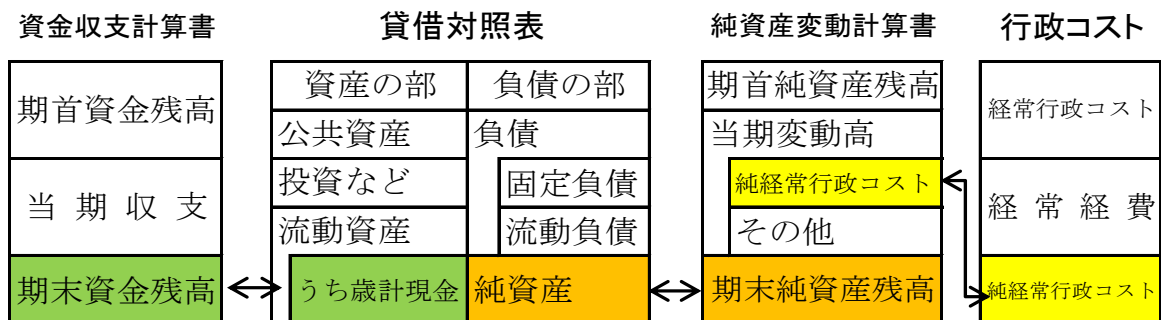 資金収支計算書
期首資金残高
当期収支
期末資金残高
貸借対照表
資産の部
負債の部
公共資産
負債
投資など
固定負債
流動資産
流動負債
うち歳計現金
純資産
純資産変動計算書
期首純資産残高
当期変動高
純経常行政コスト
その他
期末純資産残高
行政コスト
経常行政コスト
経常経費
純経常行政コスト